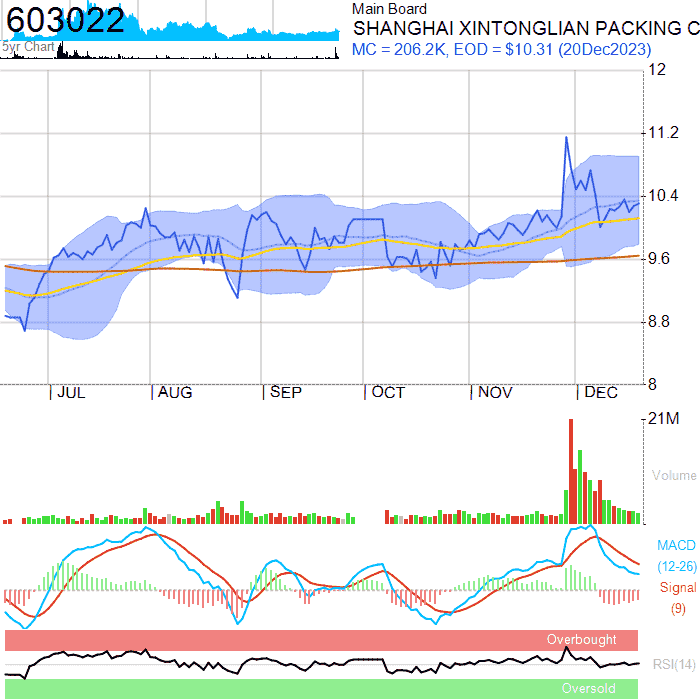 603022
5yr Chart
Main Board
SHANGHAI XINTONGLIAN PACKING C
MC = 206.2K, EOD = $10.31 (20Dec2023)
12
11.2
10.4
9.6
8.8
8
JUL AUG SEP OCT NOV DEC
21M
Volume
MACD
(12-26)
Signal
(9)
Overbought
RSI(14)
Oversold